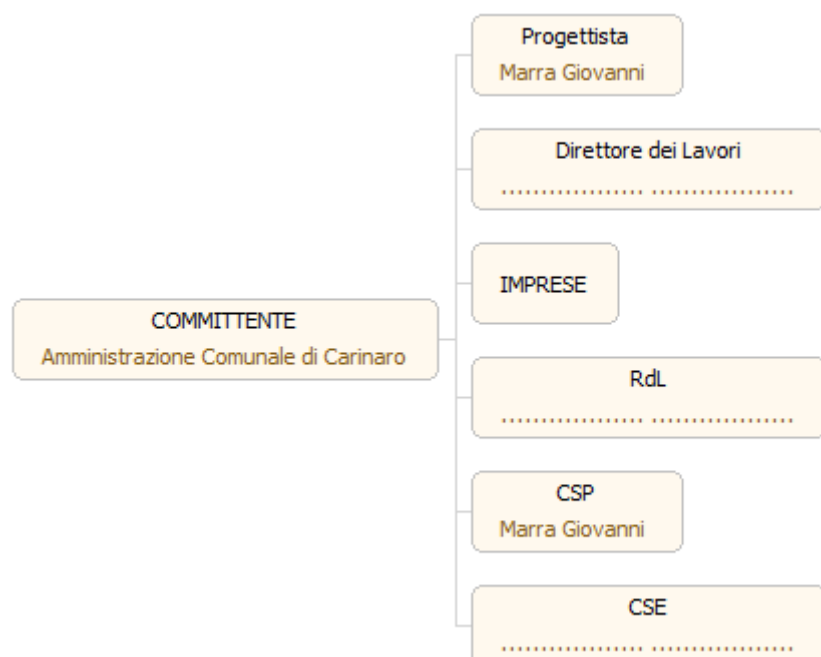 Progettista
Marra Giovanni
Direttore dei Lavori
.................. ..................
IMPRESE
COMMITTENTE
Amministrazione Comunale di Carinaro
RdL
.................. ..................
CSP
Marra Giovanni
CSE
.................. ..................